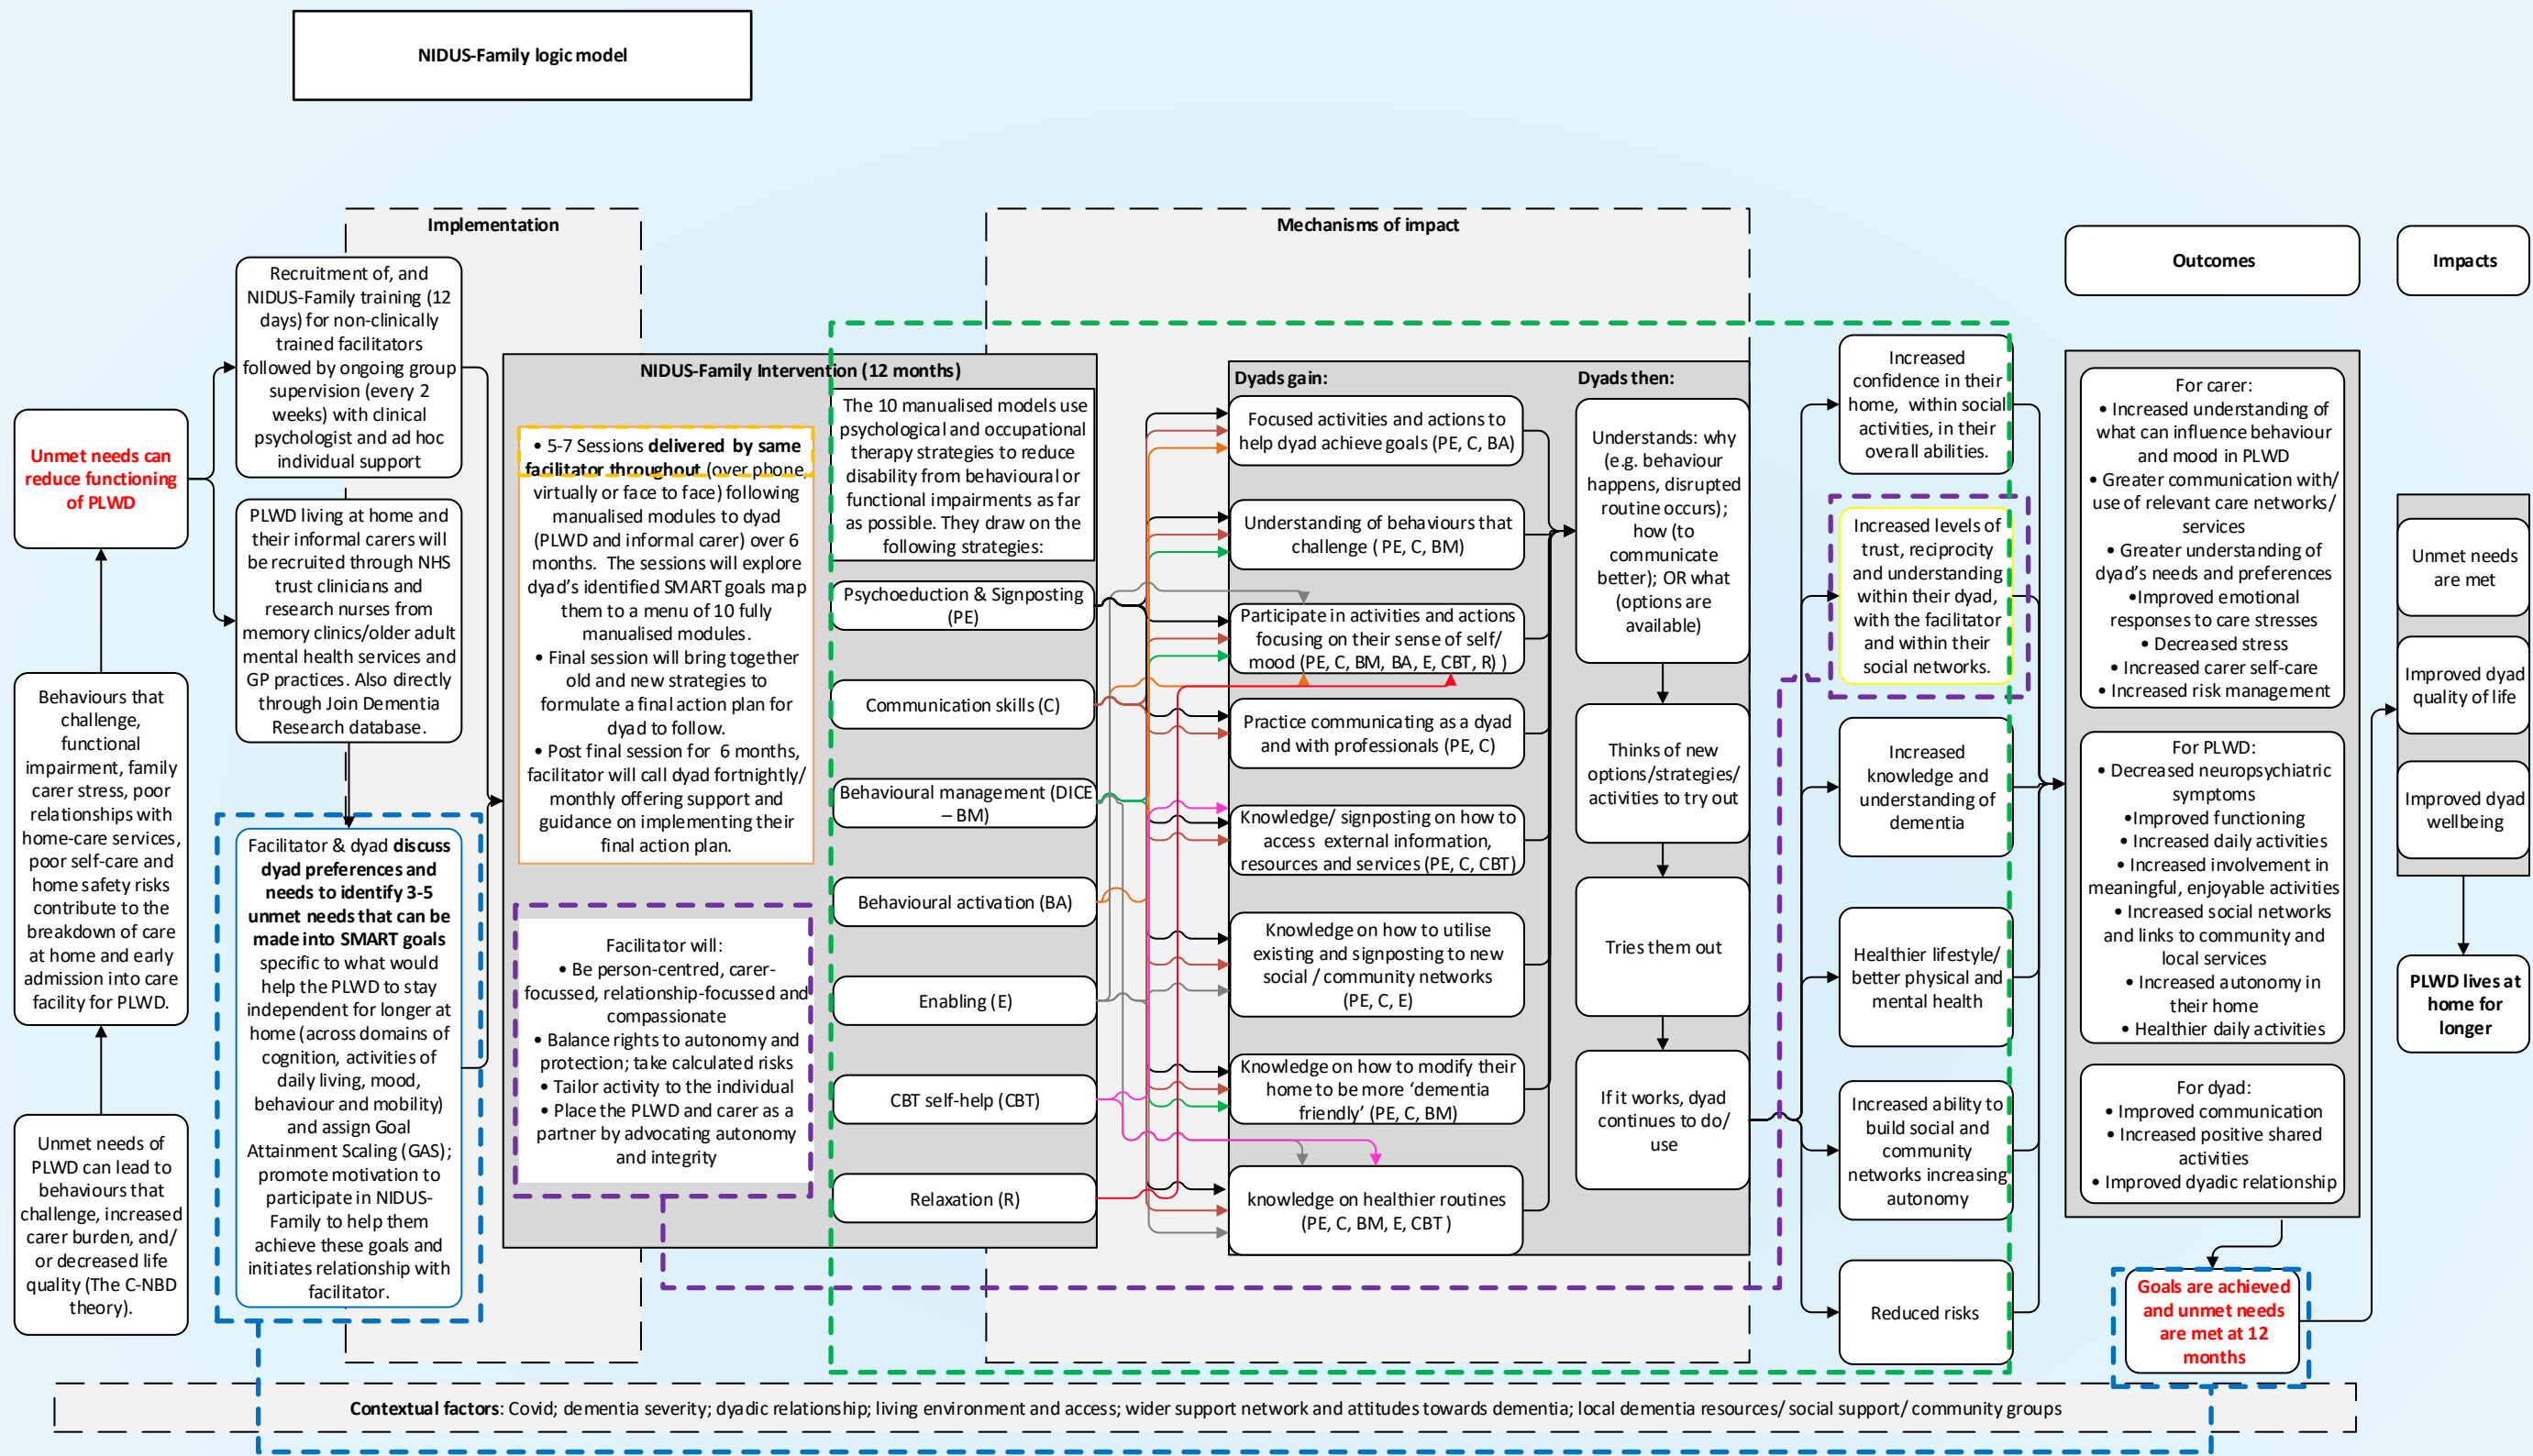 NIDUS-Family logic model
Implementation
Mechanisms of impact
Outcomes
Impacts
Unmet needs can
reduce functioning
of PLWD
Behaviours that
challenge,
functional
impairment, family
carer stress, poor
relationships with
home-care services,
poor self-care and
home safety risks
contribute to the
breakdown of care
at home and early
admission into care
facility for PLWD.
Unmet needs of
PLWD can lead to
behaviours that
challenge, increased
carer burden, and/
or decreased life
quality (The C-NBD
theory).
Recruitment of, and
NIDUS-Family training (12
days) for non-clinically
trained facilitators
followed by ongoing group
supervision (every 2
weeks) with clinical
psychologist and ad hoc
individual support
PLWD living at home and
their informal carers will
be recruited through NHS
trust clinicians and
research nurses from
memory clinics/older adult
mental health services and
GP practices. Also directly
through Join Dementia
Research database.
Facilitator & dyad discuss
dyad preferences and
needs to identify 3-5
unmet needs that can be
made into SMART goals
specific to what would
help the PLWD to stay
independent for longer at
home (across domains of
cognition, activities of
daily living, mood,
behaviour and mobility)
and assign Goal
Attainment Scaling (GAS);
promote motivation to
participate in NIDUS-
Family to help them
achieve these goals and
initiates relationship with
facilitator.
NIDUS-Family Intervention (12 months)
• 5-7 Sessions delivered by same
facilitator throughout (over phone,
virtually or face to face) following
manualised modules to dyad
(PLWD and informal carer) over 6
months. The sessions will explore
dyad's identified SMART goals map
them to a menu of 10 fully
manualised modules.
• Final session will bring together
old and new strategies to
formulate a final action plan for
dyad to follow.
• Post final session for 6 months,
facilitator will call dyad fortnightly/
monthly offering support and
guidance on implementing their
final action plan.
Facilitator will:
• Be person-centred, carer-
focussed, relationship-focussed and
compassionate
• Balance rights to autonomy and
protection; take calculated risks
• Tailor activity to the individual
• Place the PLWD and carer as a
partner by advocating autonomy
and integrity
The 10 manualised models use
psychological and occupational
therapy strategies to reduce
disability from behavioural or
functional impairments as far
as possible. They draw on the
following strategies:
Psychoeduction & Signposting
(PE)
Communication skills (C)
Behavioural management (DICE
– BM)
Behavioural activation (BA)
Enabling (E)
CBT self-help (CBT)
Relaxation (R)
Dyads gain:
Focused activities and actions to
help dyad achieve goals (PE, C, BA)
Understanding of behaviours that
challenge ( PE, C, BM)
Participate in activities and actions
focusing on their sense of self/
mood (PE, C, BM, BA, E, CBT, R) )
Practice communicating as a dyad
and with professionals (PE, C)
Knowledge/ signposting on how to
access external information,
resources and services (PE, C, CBT)
Knowledge on how to utilise
existing and signposting to new
social / community networks
(PE, C, E)
Knowledge on how to modify their
home to be more ‘dementia
friendly’ (PE, C, BM)
knowledge on healthier routines
(PE, C, BM, E, CBT )
Dyads then:
Understands: why
(e.g. behaviour
happens, disrupted
routine occurs);
how (to
communicate
better); OR what
(options are
available)
Thinks of new
options/strategies/
activities to try out
Tries them out
If it works, dyad
continues to do/
use
Increased
confidence in their
home, within social
activities, in their
overall abilities.
Increased levels of
trust, reciprocity
and understanding
within their dyad,
with the facilitator
and within their
social networks.
Increased
knowledge and
understanding of
dementia
Healthier lifestyle/
better physical and
mental health
Increased ability to
build social and
community
networks increasing
autonomy
Reduced risks
For carer:
• Increased understanding of
what can influence behaviour
and mood in PLWD
• Greater communication with/
use of relevant care networks/
services
• Greater understanding of
dyad's needs and preferences
•Improved emotional
responses to care stresses
• Decreased stress
• Increased carer self-care
• Increased risk management
For PLWD:
• Decreased neuropsychiatric
symptoms
•Improved functioning
• Increased daily activities
• Increased involvement in
meaningful, enjoyable activities
• Increased social networks
and links to community and
local services
• Increased autonomy in
their home
• Healthier daily activities
For dyad:
• Improved communication
• Increased positive shared
activities
• Improved dyadic relationship
Goals are achieved
and unmet needs
are met at 12
months
Unmet needs
are met
Improved dyad
quality of life
Improved dyad
wellbeing
PLWD lives at
home for
longer
Contextual factors: Covid; dementia severity; dyadic relationship; living environment and access; wider support network and attitudes towards dementia; local dementia resources/ social support/ community groups